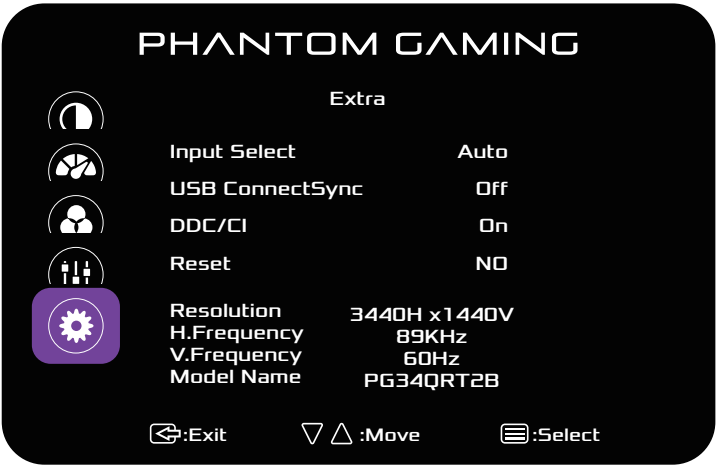 PHANTOM GAMING
Extra
Input Select Auto
USB ConnectSync Off
DDC/CI On
Reset NO
Resolution 3440H x1440V
H.Frequency 89KHz
V.Frequency 60Hz
Model Name PG34QRT2B
:Exit :Move :Select